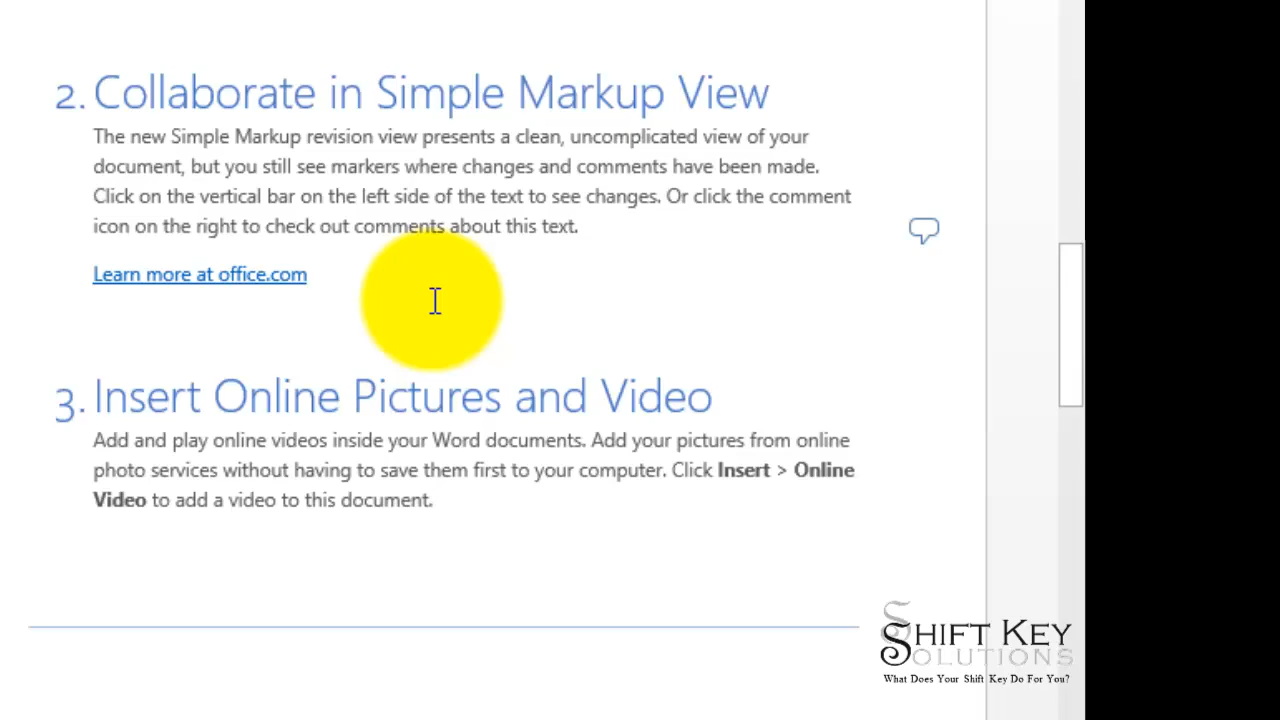 2. Collaborate in Simple Markup View
The new Simple Markup revision view presents a clean, uncomplicated view of your
document, but you still see markers where changes and comments have been made.
Click on the vertical bar on the left side of the text to see changes. Or click the comment
icon on the right to check out comments about this text.
Learn more at office.com
3. Insert Online Pictures and Video
Add and play online videos inside your Word documents. Add your pictures from online
photo services without having to save them first to your computer. Click Insert > Online
Video to add a video to this document.
SHIFT KEY
SOLUTIONS
What Does Your Shift Key Do For You?